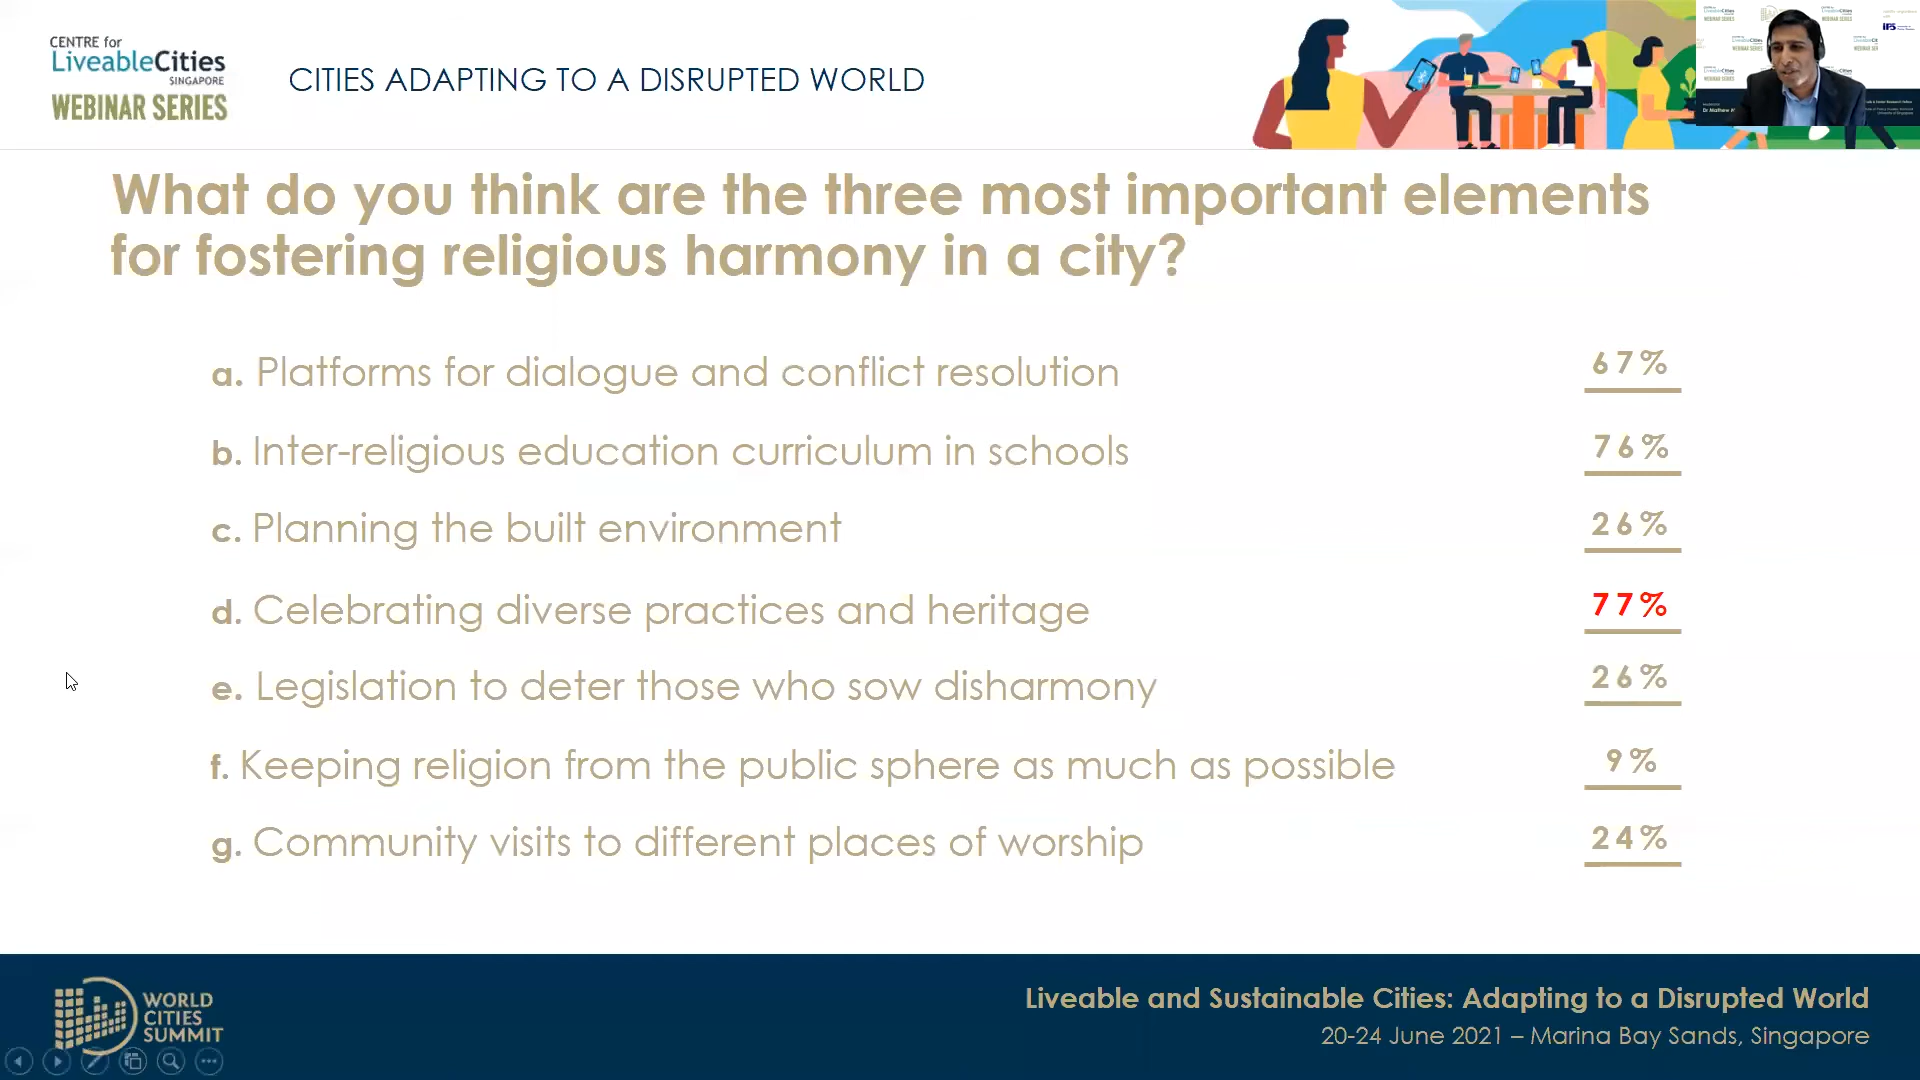 CENTRE for
LiveableCities
SINGAPORE
WEBINAR SERIES
CITIES ADAPTING TO A DISRUPTED WORLD
What do you think are the three most important elements
for fostering religious harmony in a city?
a. Platforms for dialogue and conflict resolution 67%
b. Inter-religious education curriculum in schools 76%
c. Planning the built environment 26%
d. Celebrating diverse practices and heritage 77%
e. Legislation to deter those who sow disharmony 26%
f. Keeping religion from the public sphere as much as possible 9%
g. Community visits to different places of worship 24%
WORLD
CITIES
SUMMIT
Liveable and Sustainable Cities: Adapting to a Disrupted World
20-24 June 2021 – Marina Bay Sands, Singapore